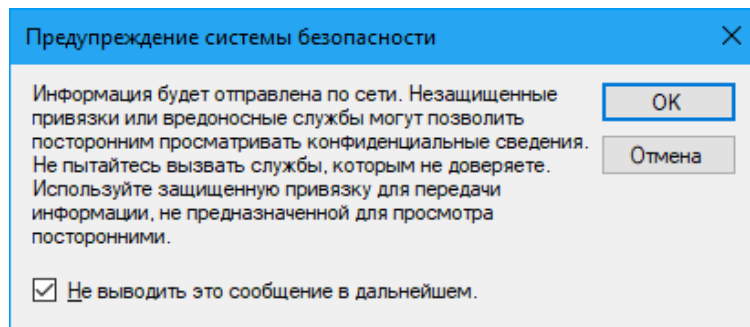 Предупреждение системы безопасности
Информация будет отправлена по сети. Незащищенные
привязки или вредоносные службы могут позволить
посторонним просматривать конфиденциальные сведения.
Не пытайтесь вызвать службы, которым не доверяете.
Используйте защищенную привязку для передачи
информации, не предназначенной для просмотра
посторонними.
OK
Отмена
Не выводить это сообщение в дальнейшем.